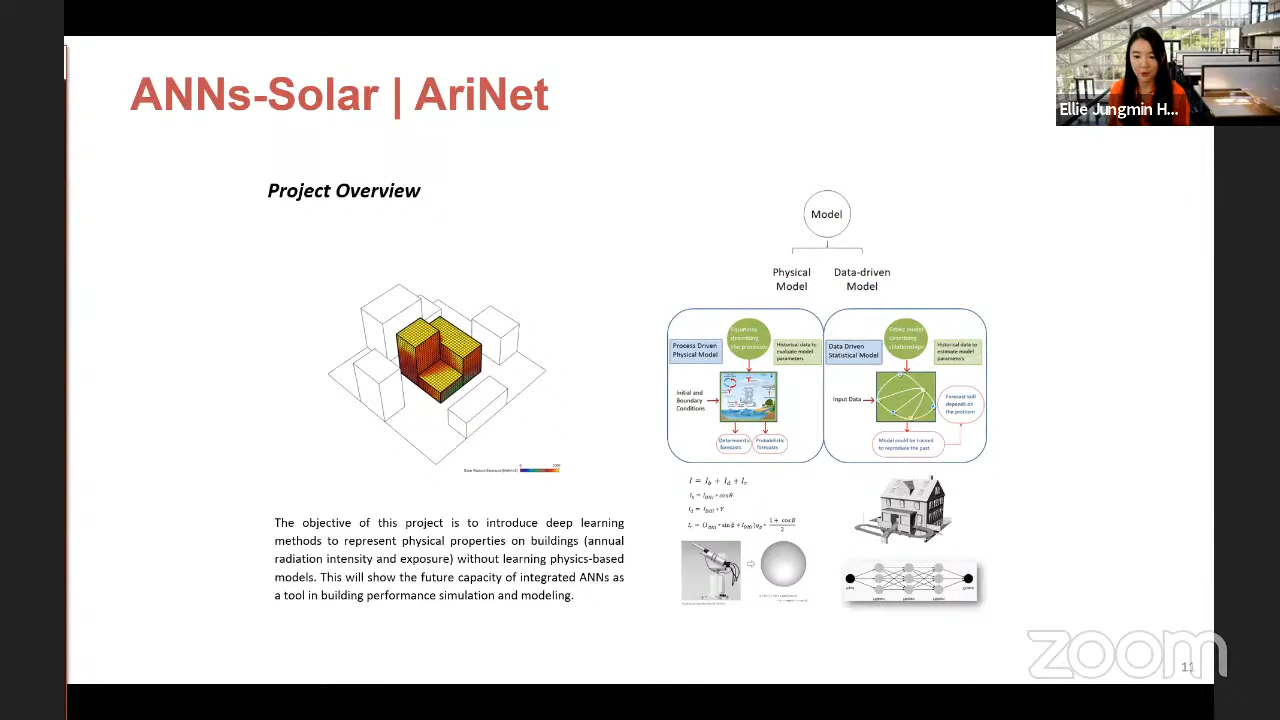 ANNs-Solar | AriNet
Ellie Jungmin H...
Project Overview
Model
Physical
Model
Data-driven
Model
Equations
describing
the processes
Process Driven
Physical Model
Historical data to
evaluate model
parameters
Initial and
Boundary
Conditions
Deterministic
forecasts
Probabilistic
forecasts
describing
relationships
Data Driven
Statistical Model
Historical data to
estimate model
parameters
Input Data
Forecast skill
depends on
the problem
Model could be trained
to reproduce the past
The objective of this project is to introduce deep learning
methods to represent physical properties on buildings (annual
radiation intensity and exposure) without learning physics-based
models. This will show the future capacity of integrated ANNs as
a tool in building performance simulation and modeling.
I = I_b + I_d + I_r
zoom
11